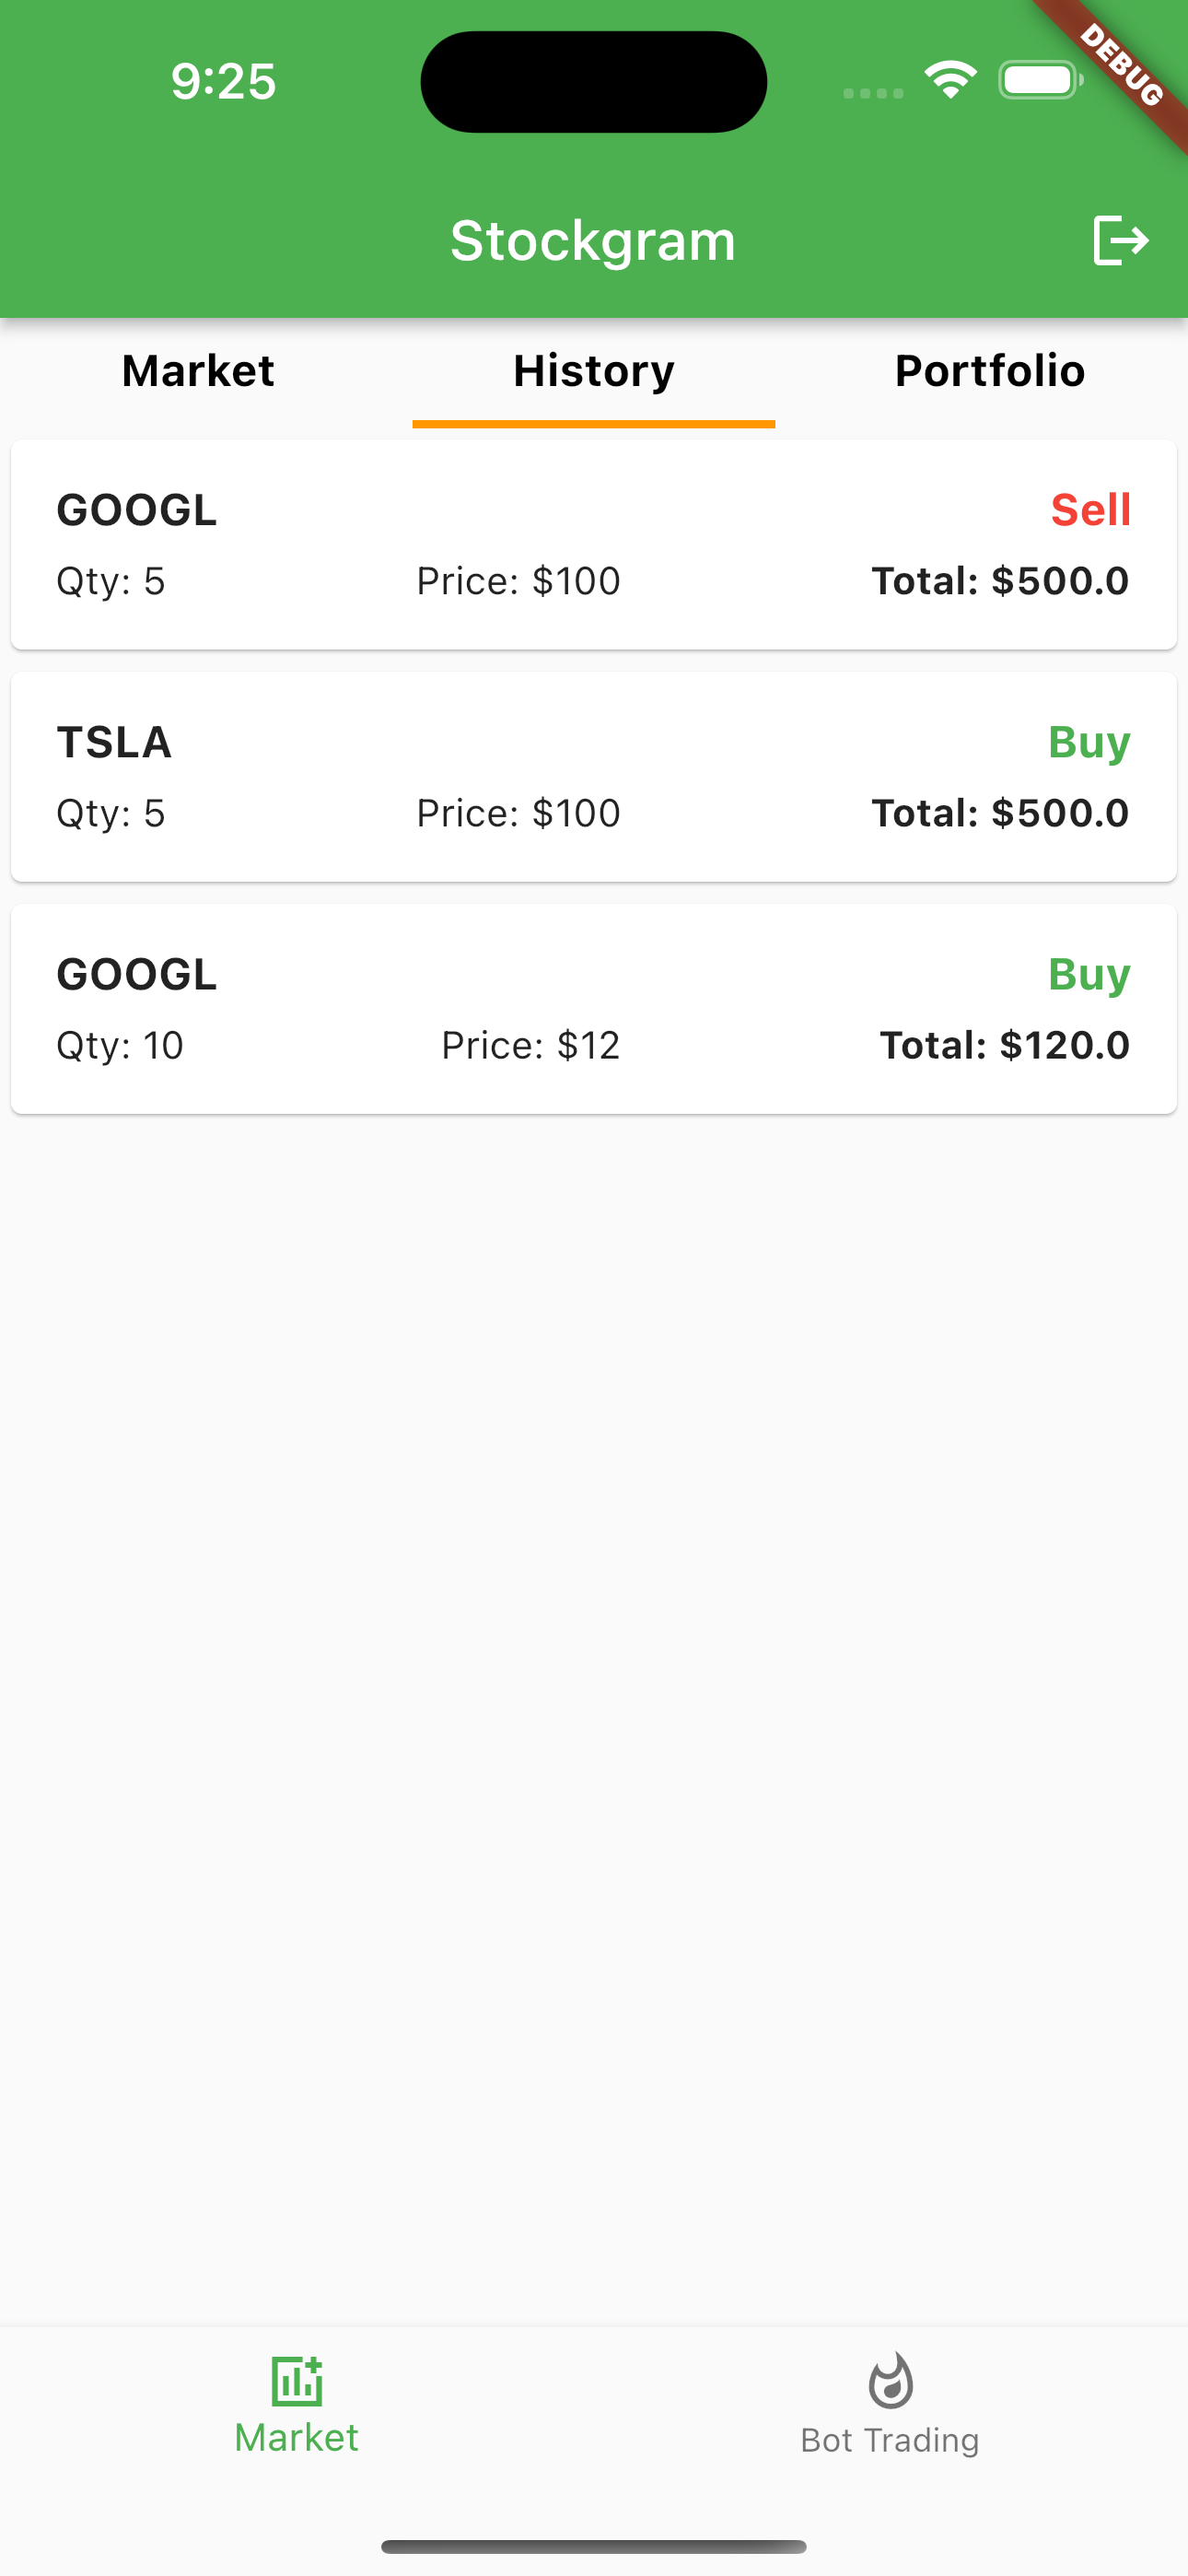 9:25
DEBUG
Stockgram
Market History Portfolio
GOOGL Sell
Qty: 5 Price: $100 Total: $500.0
TSLA Buy
Qty: 5 Price: $100 Total: $500.0
GOOGL Buy
Qty: 10 Price: $12 Total: $120.0
Market Bot Trading